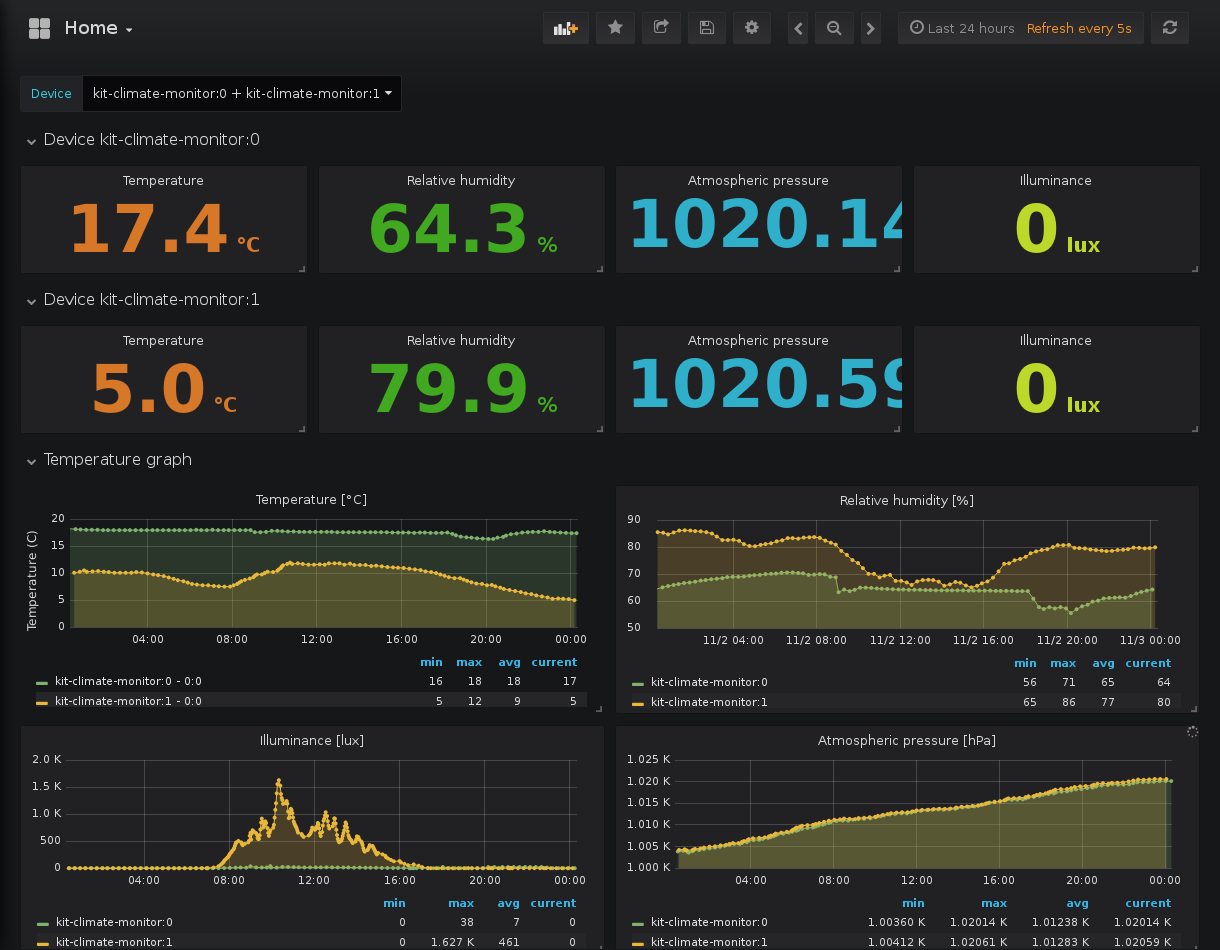 Home
Last 24 hours Refresh every 5s
Device kit-climate-monitor:0 + kit-climate-monitor:1
Device kit-climate-monitor:0
Temperature Relative humidity Atmospheric pressure Illuminance
17.4 °C 64.3 % 1020.14 0 lux
Device kit-climate-monitor:1
Temperature Relative humidity Atmospheric pressure Illuminance
5.0 °C 79.9 % 1020.59 0 lux
Temperature graph
Temperature [°C]
Temperature (C)
20
15
10
5
0
04:00 08:00 12:00 16:00 20:00 00:00
min max avg current
kit-climate-monitor:0 - 0:0 16 18 18 17
kit-climate-monitor:1 - 0:0 5 12 9 5
Relative humidity [%]
90
80
70
60
50
11/2 04:00 11/2 08:00 11/2 12:00 11/2 16:00 11/2 20:00 11/3 00:00
min max avg current
kit-climate-monitor:0 56 71 65 64
kit-climate-monitor:1 65 86 77 80
Illuminance [lux]
2.0 K
1.5 K
1.0 K
500
0
04:00 08:00 12:00 16:00 20:00 00:00
min max avg current
kit-climate-monitor:0 0 38 7 0
kit-climate-monitor:1 0 1.627 K 461 0
Atmospheric pressure [hPa]
1.025 K
1.020 K
1.015 K
1.010 K
1.005 K
1.000 K
04:00 08:00 12:00 16:00 20:00 00:00
min max avg current
kit-climate-monitor:0 1.00360 K 1.02014 K 1.01238 K 1.02014 K
kit-climate-monitor:1 1.00412 K 1.02061 K 1.01283 K 1.02059 K